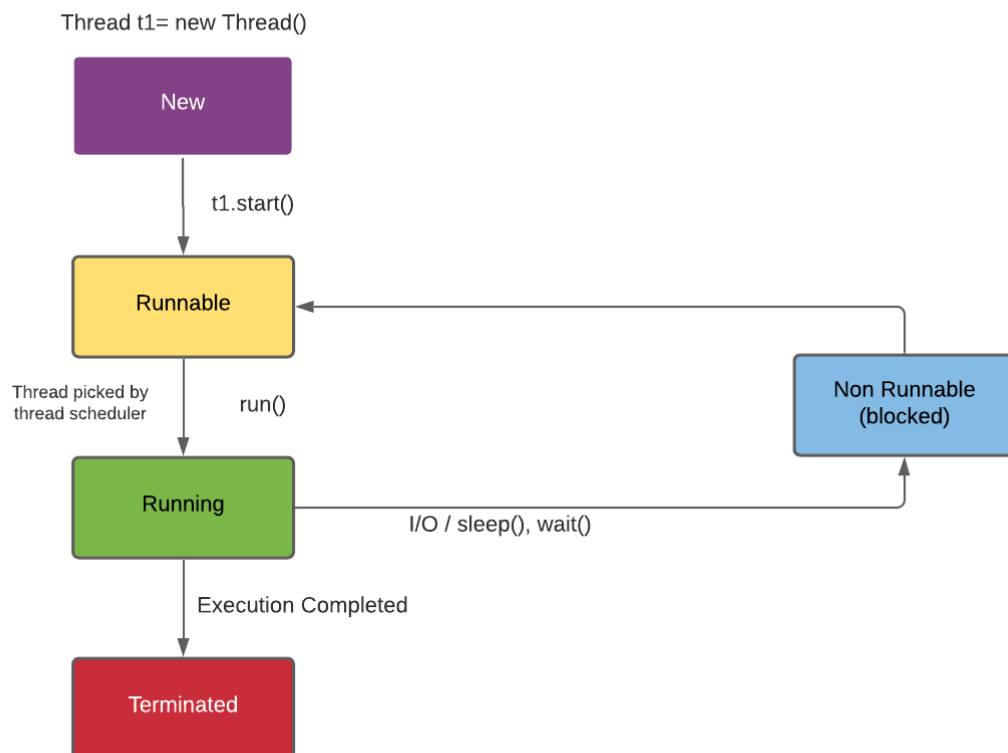 Thread t1= new Thread()
New
t1.start()
Runnable
Thread picked by
thread scheduler
run()
Non Runnable
(blocked)
Running
I/O / sleep(), wait()
Execution Completed
Terminated